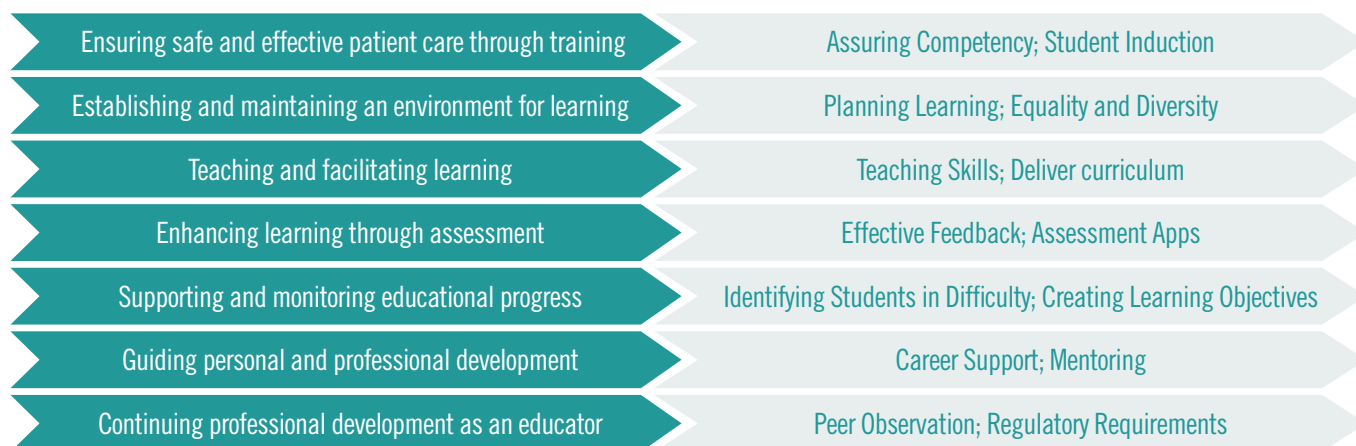 Ensuring safe and effective patient care through training
Assuring Competency; Student Induction
Establishing and maintaining an environment for learning
Planning Learning; Equality and Diversity
Teaching and facilitating learning
Teaching Skills; Deliver curriculum
Enhancing learning through assessment
Effective Feedback; Assessment Apps
Supporting and monitoring educational progress
Identifying Students in Difficulty; Creating Learning Objectives
Guiding personal and professional development
Career Support; Mentoring
Continuing professional development as an educator
Peer Observation; Regulatory Requirements